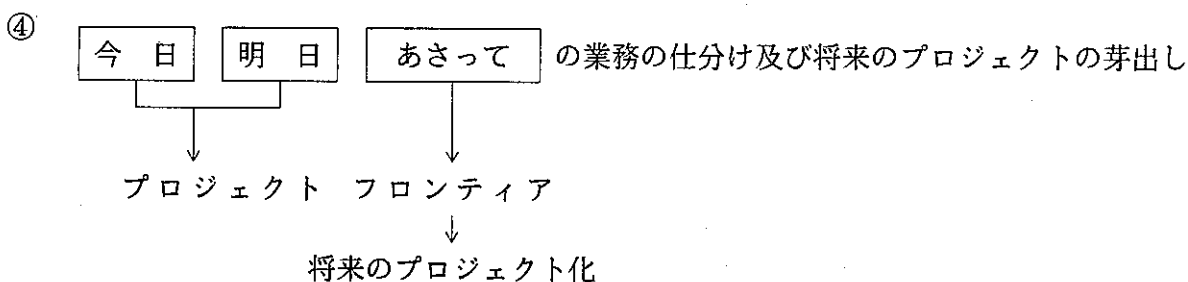 ④ 今日 明日 あさって の業務の仕分け及び将来のプロジェクトの芽出し
プロジェクト フロンティア
将来のプロジェクト化